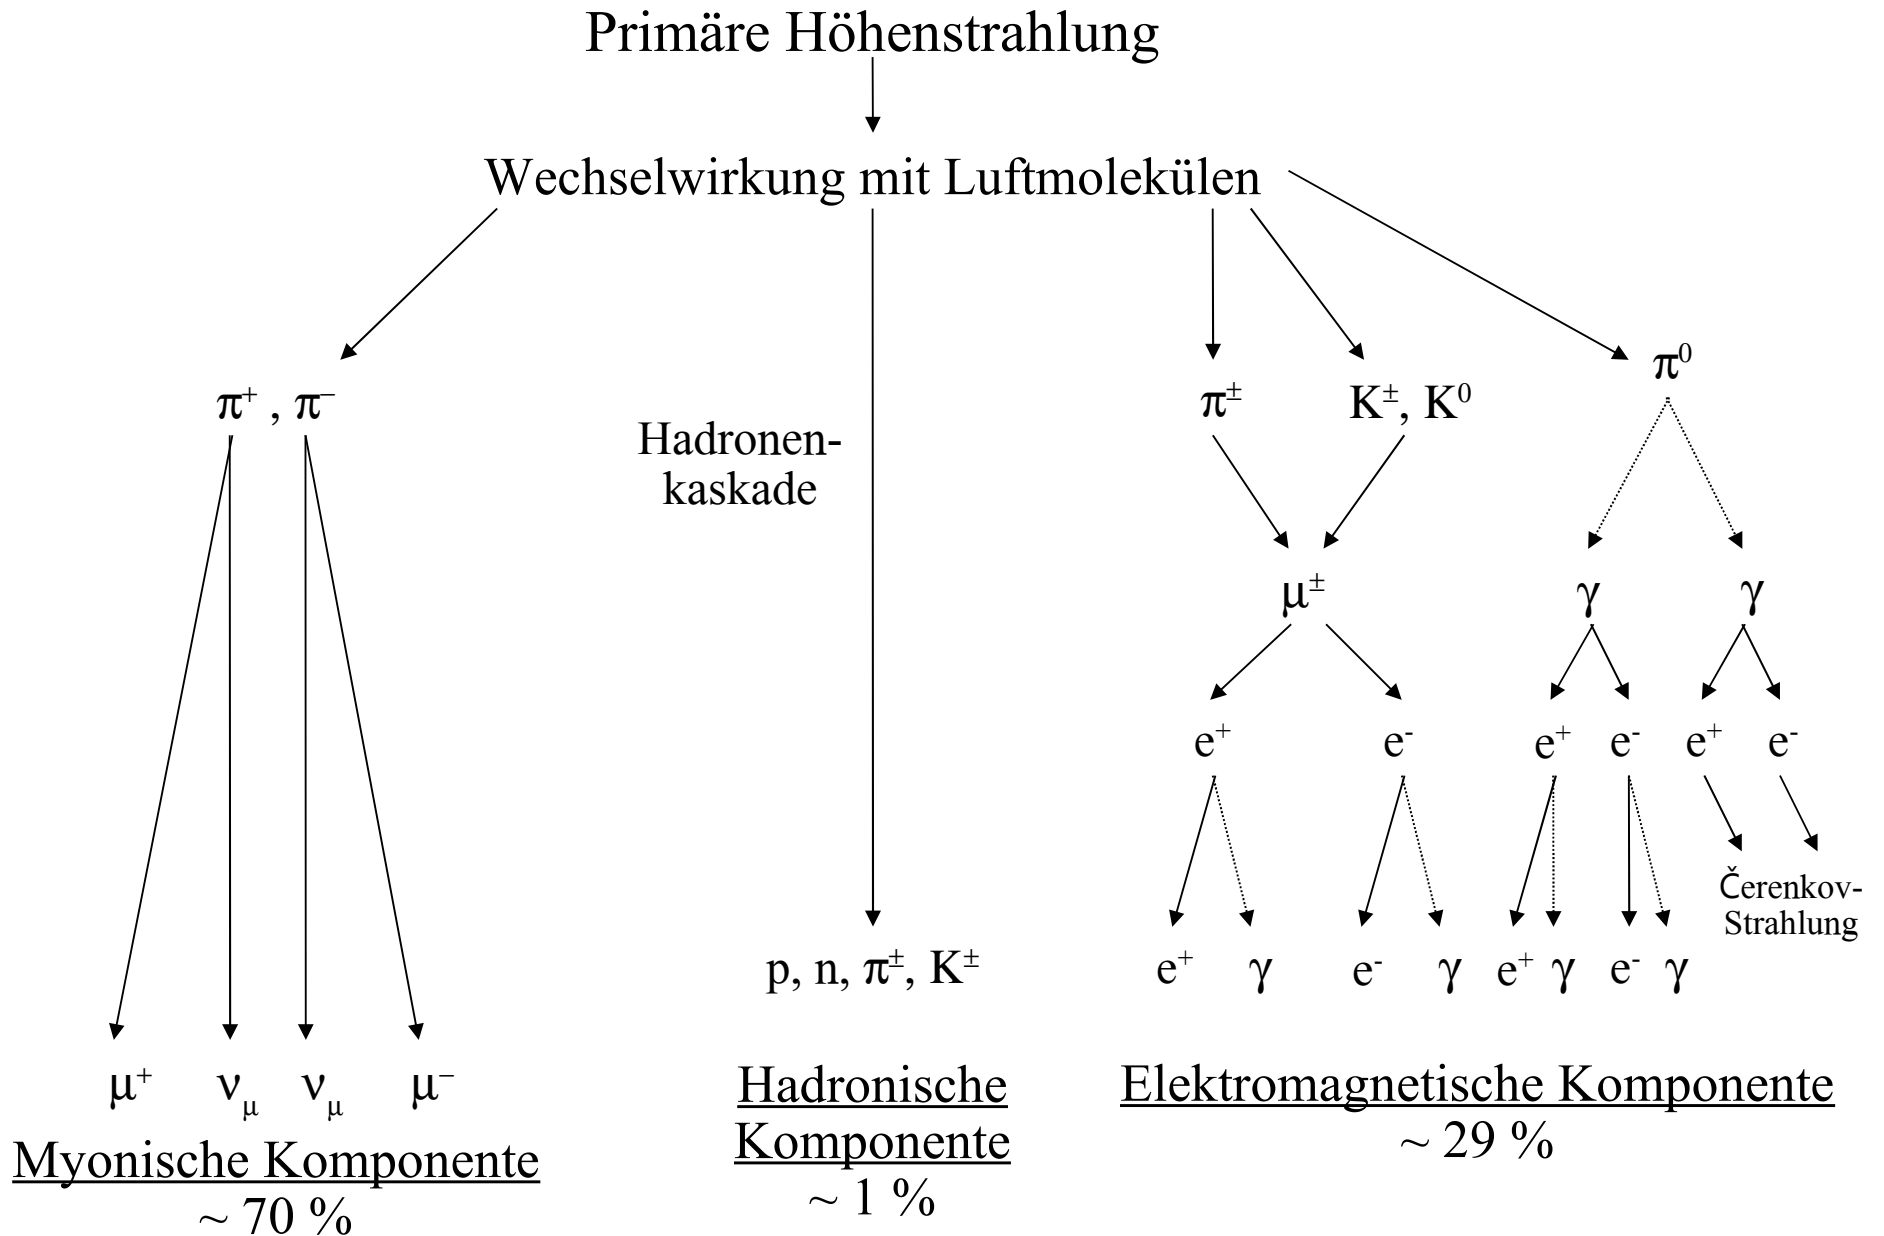 Primäre Höhenstrahlung
Wechselwirkung mit Luftmolekülen
π⁺ , π⁻
Hadronen-
kaskade
π± K±, K⁰
π⁰
μ±
γ γ
e⁺ e⁻ e⁺ e⁻ e⁺ e⁻
Čerenkov-
Strahlung
p, n, π±, K±
e⁺ γ e⁻ γ e⁺ γ e⁻ γ
μ⁺ νμ νμ μ⁻
Myonische Komponente
~ 70 %
Hadronische
Komponente
~ 1 %
Elektromagnetische Komponente
~ 29 %